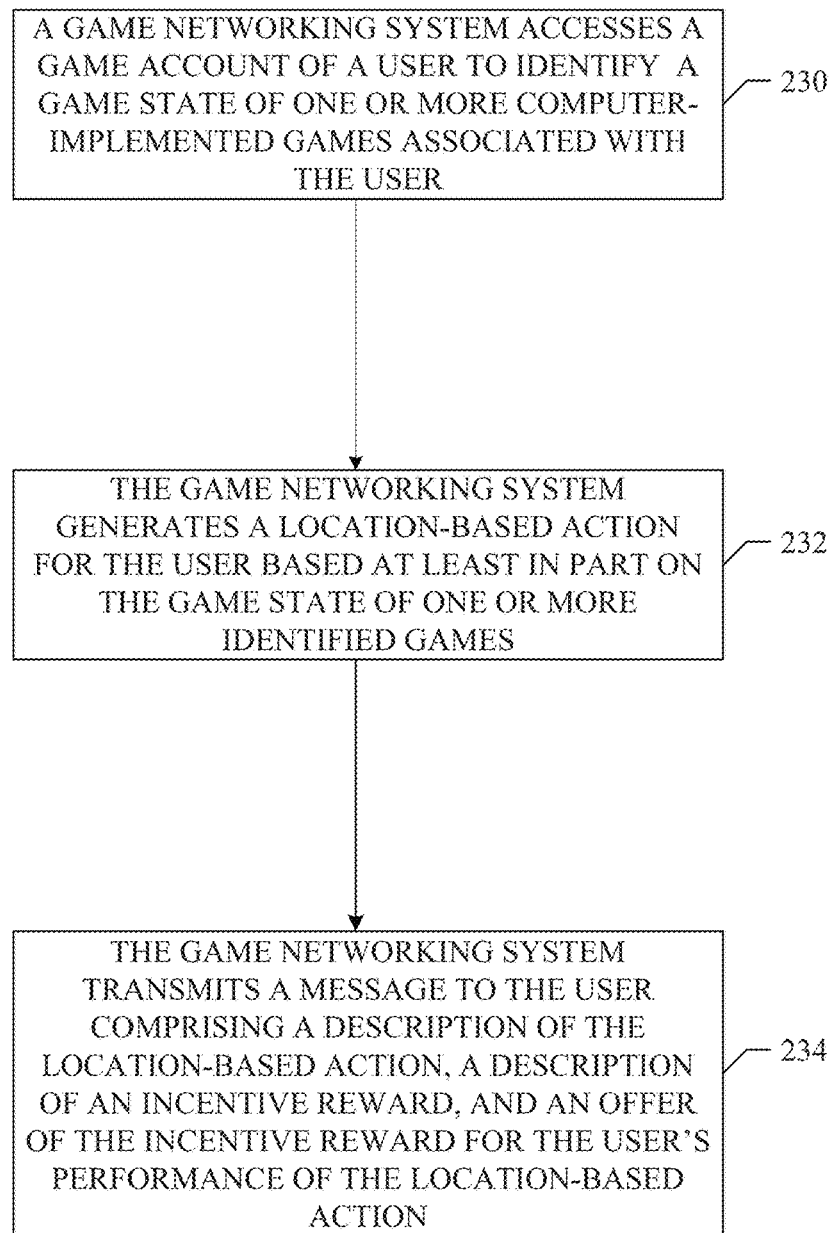 A GAME NETWORKING SYSTEM ACCESSES A
GAME ACCOUNT OF A USER TO IDENTIFY A
GAME STATE OF ONE OR MORE COMPUTER-
IMPLEMENTED GAMES ASSOCIATED WITH
THE USER
230
THE GAME NETWORKING SYSTEM
GENERATES A LOCATION-BASED ACTION
FOR THE USER BASED AT LEAST IN PART ON
THE GAME STATE OF ONE OR MORE
IDENTIFIED GAMES
232
THE GAME NETWORKING SYSTEM
TRANSMITS A MESSAGE TO THE USER
COMPRISING A DESCRIPTION OF THE
LOCATION-BASED ACTION, A DESCRIPTION
OF AN INCENTIVE REWARD, AND AN OFFER
OF THE INCENTIVE REWARD FOR THE USER'S
PERFORMANCE OF THE LOCATION-BASED
ACTION
234